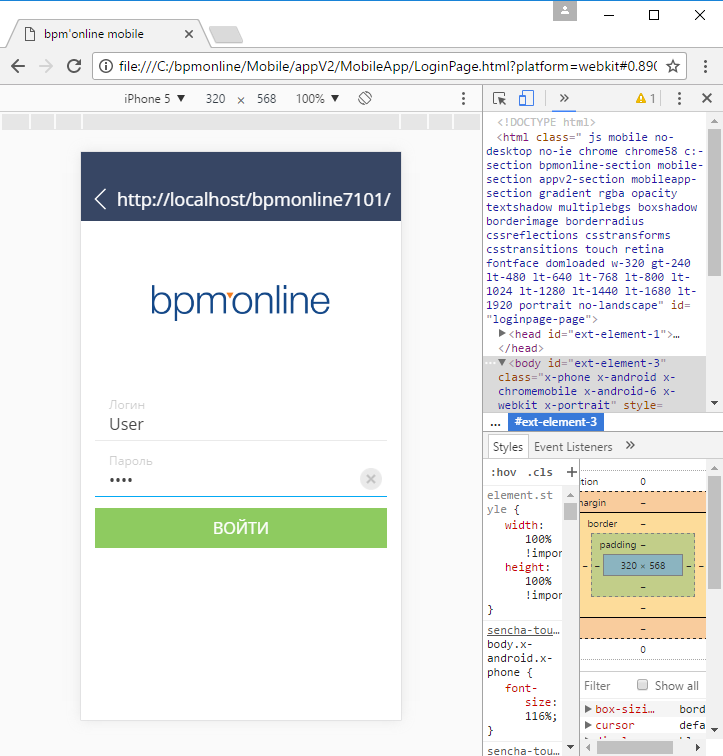 bpm'online mobile
file:///C:/bpmonline/Mobile/appV2/MobileApp/LoginPage.html?platform=webkit#0.890
iPhone 5 ▼ 320 × 568 100% ▼
http://localhost/bpmonline7101/
bpm'online
Логин
User
Пароль
••••
ВОЙТИ
» 1
<!DOCTYPE html>
<html class=" js mobile no-
desktop no-ie chrome chrome58 c:-
section bpmonline-section mobile-
section appv2-section mobileapp-
section gradient rgba opacity
textshadow multiplebgs boxshadow
borderimage borderradius
cssreflections csstransforms
csstransitions touch retina
fontface domloaded w-320 gt-240
lt-480 lt-640 lt-768 lt-800 lt-
1024 lt-1280 lt-1440 lt-1680 lt-
1920 portrait no-landscape" id=
"loginpage-page">
▶<head id="ext-element-1">…
</head>
…▼<body id="ext-element-3"
class="x-phone x-android x-
chromemobile x-android-6 x-
webkit x-portrait" style=
... #ext-element-3
Styles Event Listeners »
:hov .cls +
element.st
yle {
width:
100%
!impor
height:
100%
!impor
}
sencha-tou…
body.x-
android.x-
phone {
font-
size:
116%;
}
sencha-tou…
ition 0
margin –
border –
padding –
– – 320 × 568 – –
–
–
–
0
Filter Show all
▶ box-sizi… bord
▶ cursor defa